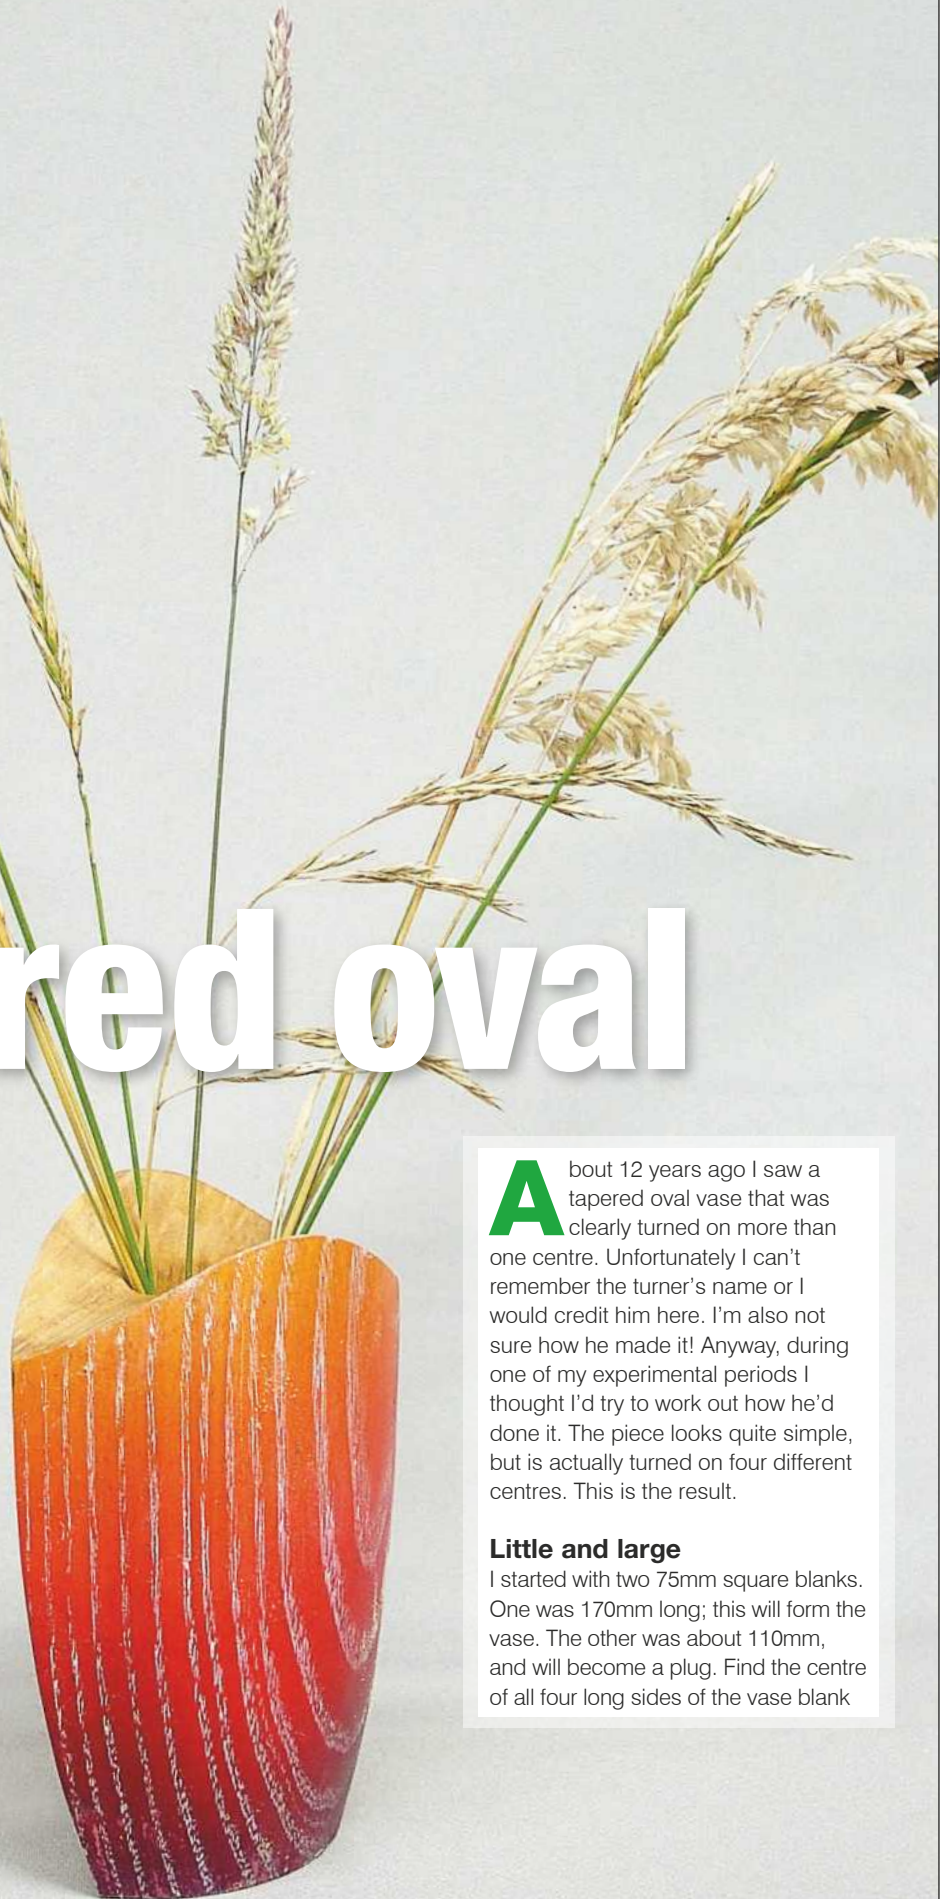 red oval
About 12 years ago I saw a
tapered oval vase that was
clearly turned on more than
one centre. Unfortunately I can't
remember the turner's name or I
would credit him here. I'm also not
sure how he made it! Anyway, during
one of my experimental periods I
thought I'd try to work out how he'd
done it. The piece looks quite simple,
but is actually turned on four different
centres. This is the result.
Little and large
I started with two 75mm square blanks.
One was 170mm long; this will form the
vase. The other was about 110mm,
and will become a plug. Find the centre
of all four long sides of the vase blank